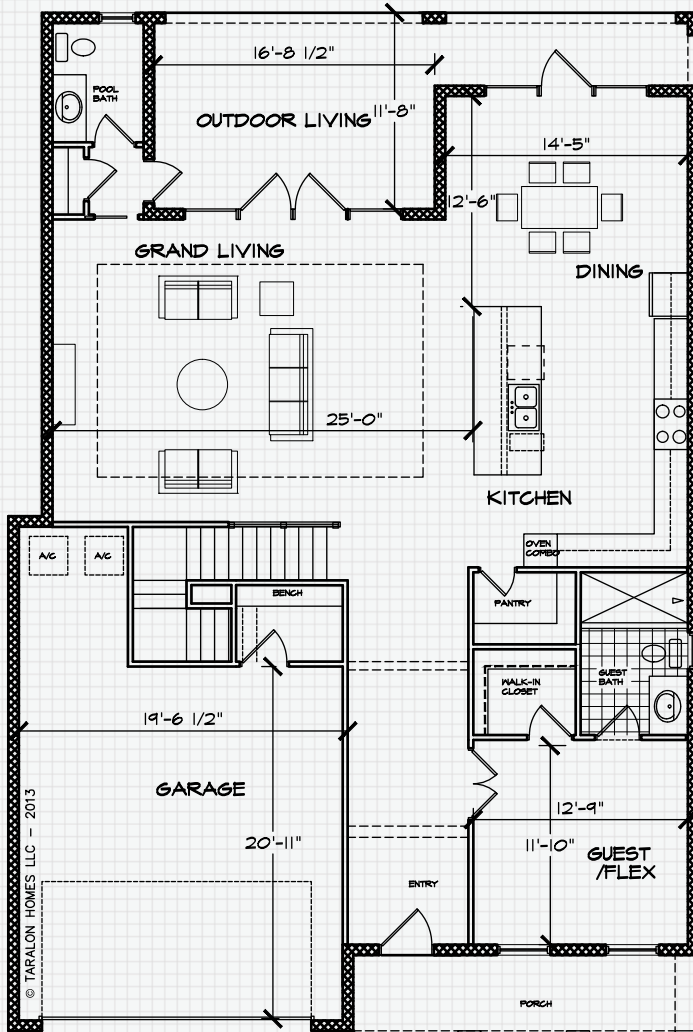 16'-8 1/2"
POOL
BATH
OUTDOOR LIVING
11'-8"
14'-5"
12'-6"
GRAND LIVING
DINING
25'-0"
KITCHEN
OVEN
COMBO
A/C
A/C
BENCH
PANTRY
WALK-IN
CLOSET
GUEST
BATH
19'-6 1/2"
GARAGE
20'-11"
12'-9"
11'-10"
GUEST
/FLEX
ENTRY
PORCH
© TARALON HOMES LLC – 2013